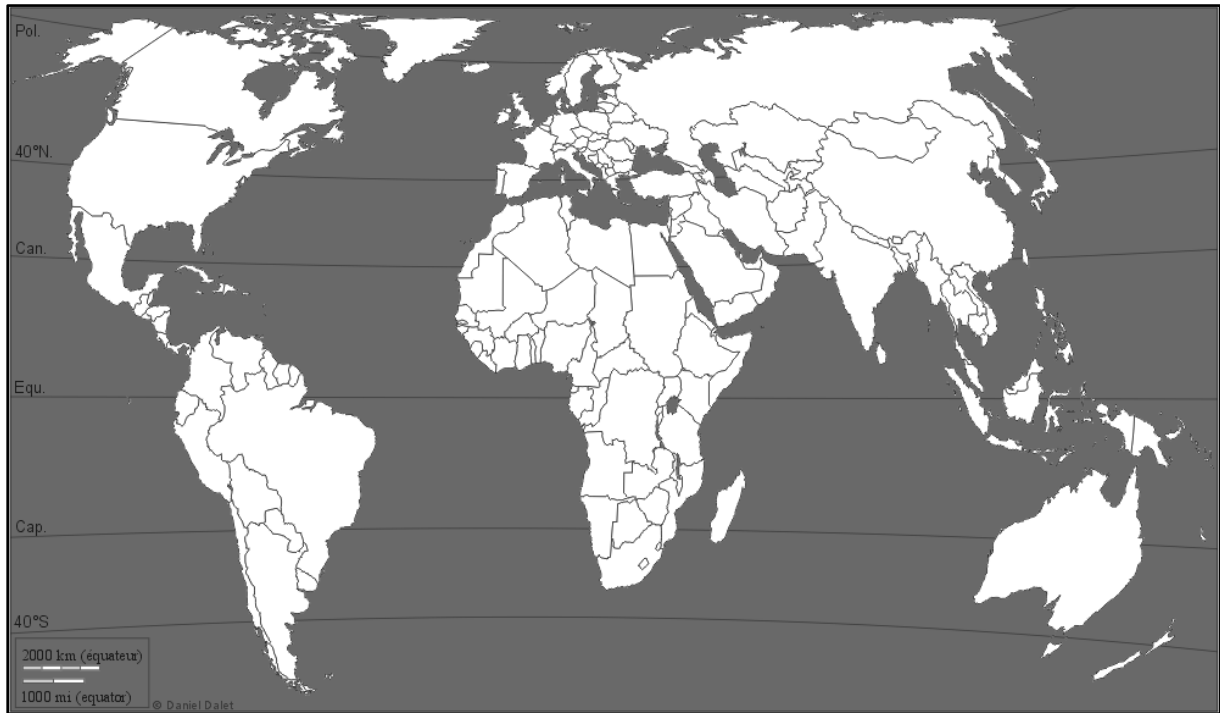 Pol.
40°N.
Can.
Equ.
Cap.
40°S
2000 km (équateur)
1000 mi (equator)
© Daniel Dalet